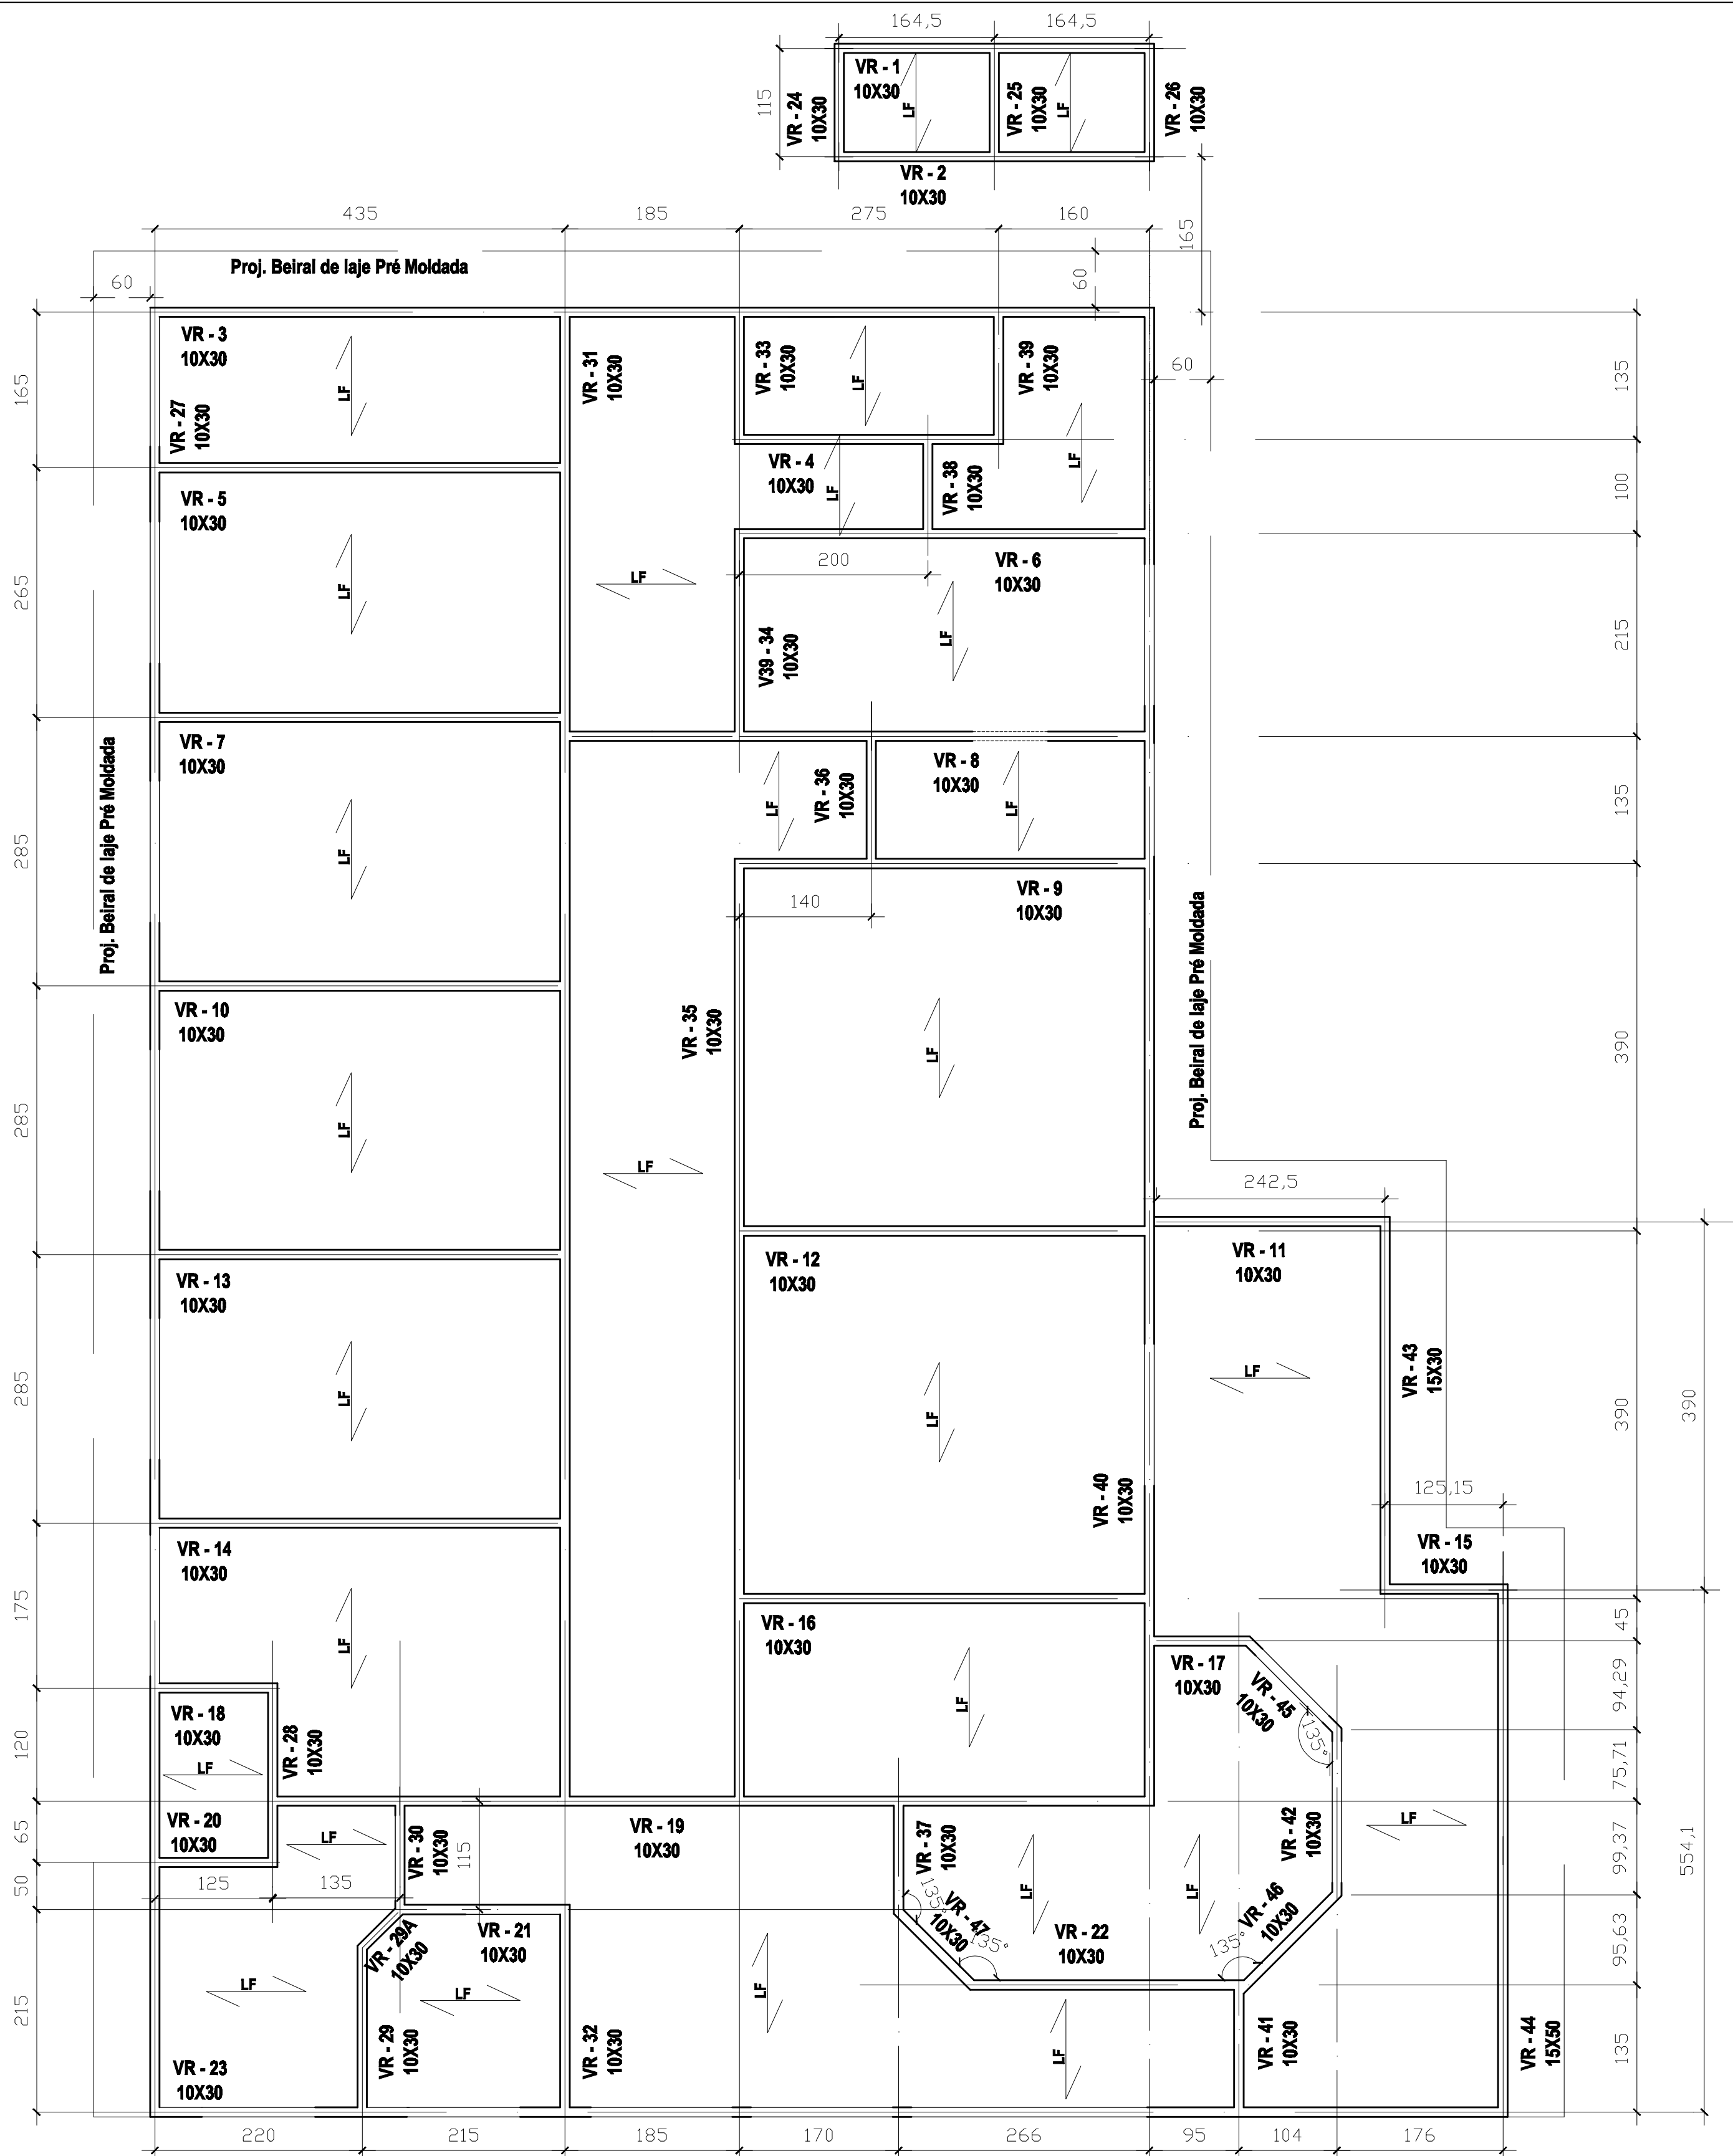 164,5
164,5
115
VR - 24
10X30
VR - 1
10X30
LF
VR - 25
10X30
LF
VR - 26
10X30
VR - 2
10X30
435
185
275
160
165
60
Proj. Beiral de laje Pré Moldada
60
60
165
VR - 3
10X30
LF
VR - 27
10X30
VR - 31
10X30
VR - 33
10X30
LF
VR - 39
10X30
135
VR - 4
10X30
LF
VR - 38
10X30
LF
100
265
VR - 5
10X30
LF
LF
200
VR - 6
10X30
LF
V39 - 34
10X30
215
Proj. Beiral de laje Pré Moldada
285
VR - 7
10X30
LF
LF
VR - 36
10X30
VR - 8
10X30
LF
135
140
VR - 9
10X30
LF
Proj. Beiral de laje Pré Moldada
390
285
VR - 10
10X30
LF
VR - 35
10X30
LF
242,5
285
VR - 13
10X30
LF
VR - 12
10X30
LF
VR - 11
10X30
LF
VR - 43
15X30
390
390
VR - 40
10X30
125,15
VR - 15
10X30
175
VR - 14
10X30
LF
VR - 16
10X30
LF
45
VR - 17
10X30
VR - 45
10X30
135°
94,29
120
VR - 18
10X30
LF
VR - 28
10X30
75,71
65
VR - 20
10X30
LF
VR - 30
10X30
115
VR - 19
10X30
VR - 37
10X30
LF
LF
VR - 42
10X30
LF
99,37
554,1
50
125
135
135°
VR - 47
10X30
135°
VR - 22
10X30
135°
VR - 46
10X30
95,63
VR - 29A
10X30
VR - 21
10X30
215
LF
LF
LF
LF
VR - 23
10X30
VR - 29
10X30
VR - 32
10X30
VR - 41
10X30
VR - 44
15X50
135
220
215
185
170
266
95
104
176